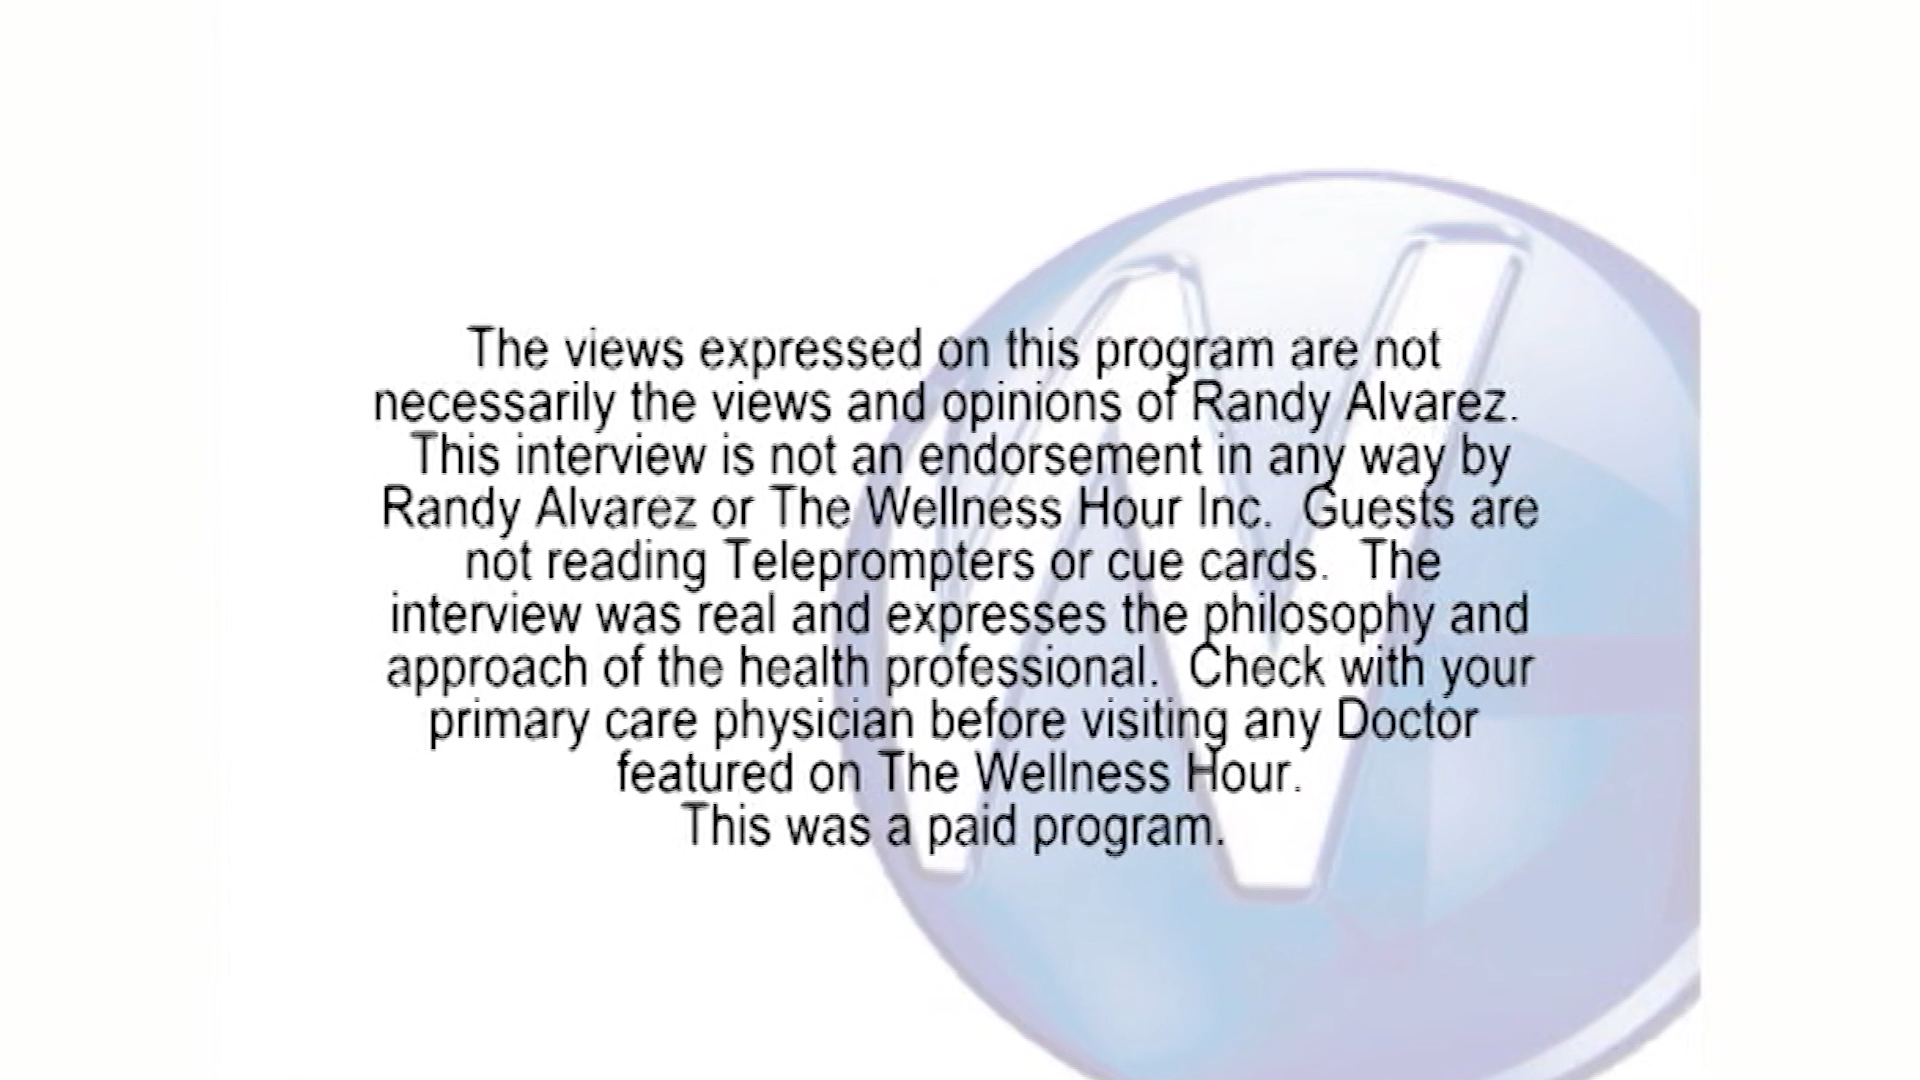 The views expressed on this program are not
necessarily the views and opinions of Randy Alvarez.
This interview is not an endorsement in any way by
Randy Alvarez or The Wellness Hour Inc.  Guests are
not reading Teleprompters or cue cards.  The
interview was real and expresses the philosophy and
approach of the health professional.  Check with your
primary care physician before visiting any Doctor
featured on The Wellness Hour.
This was a paid program.